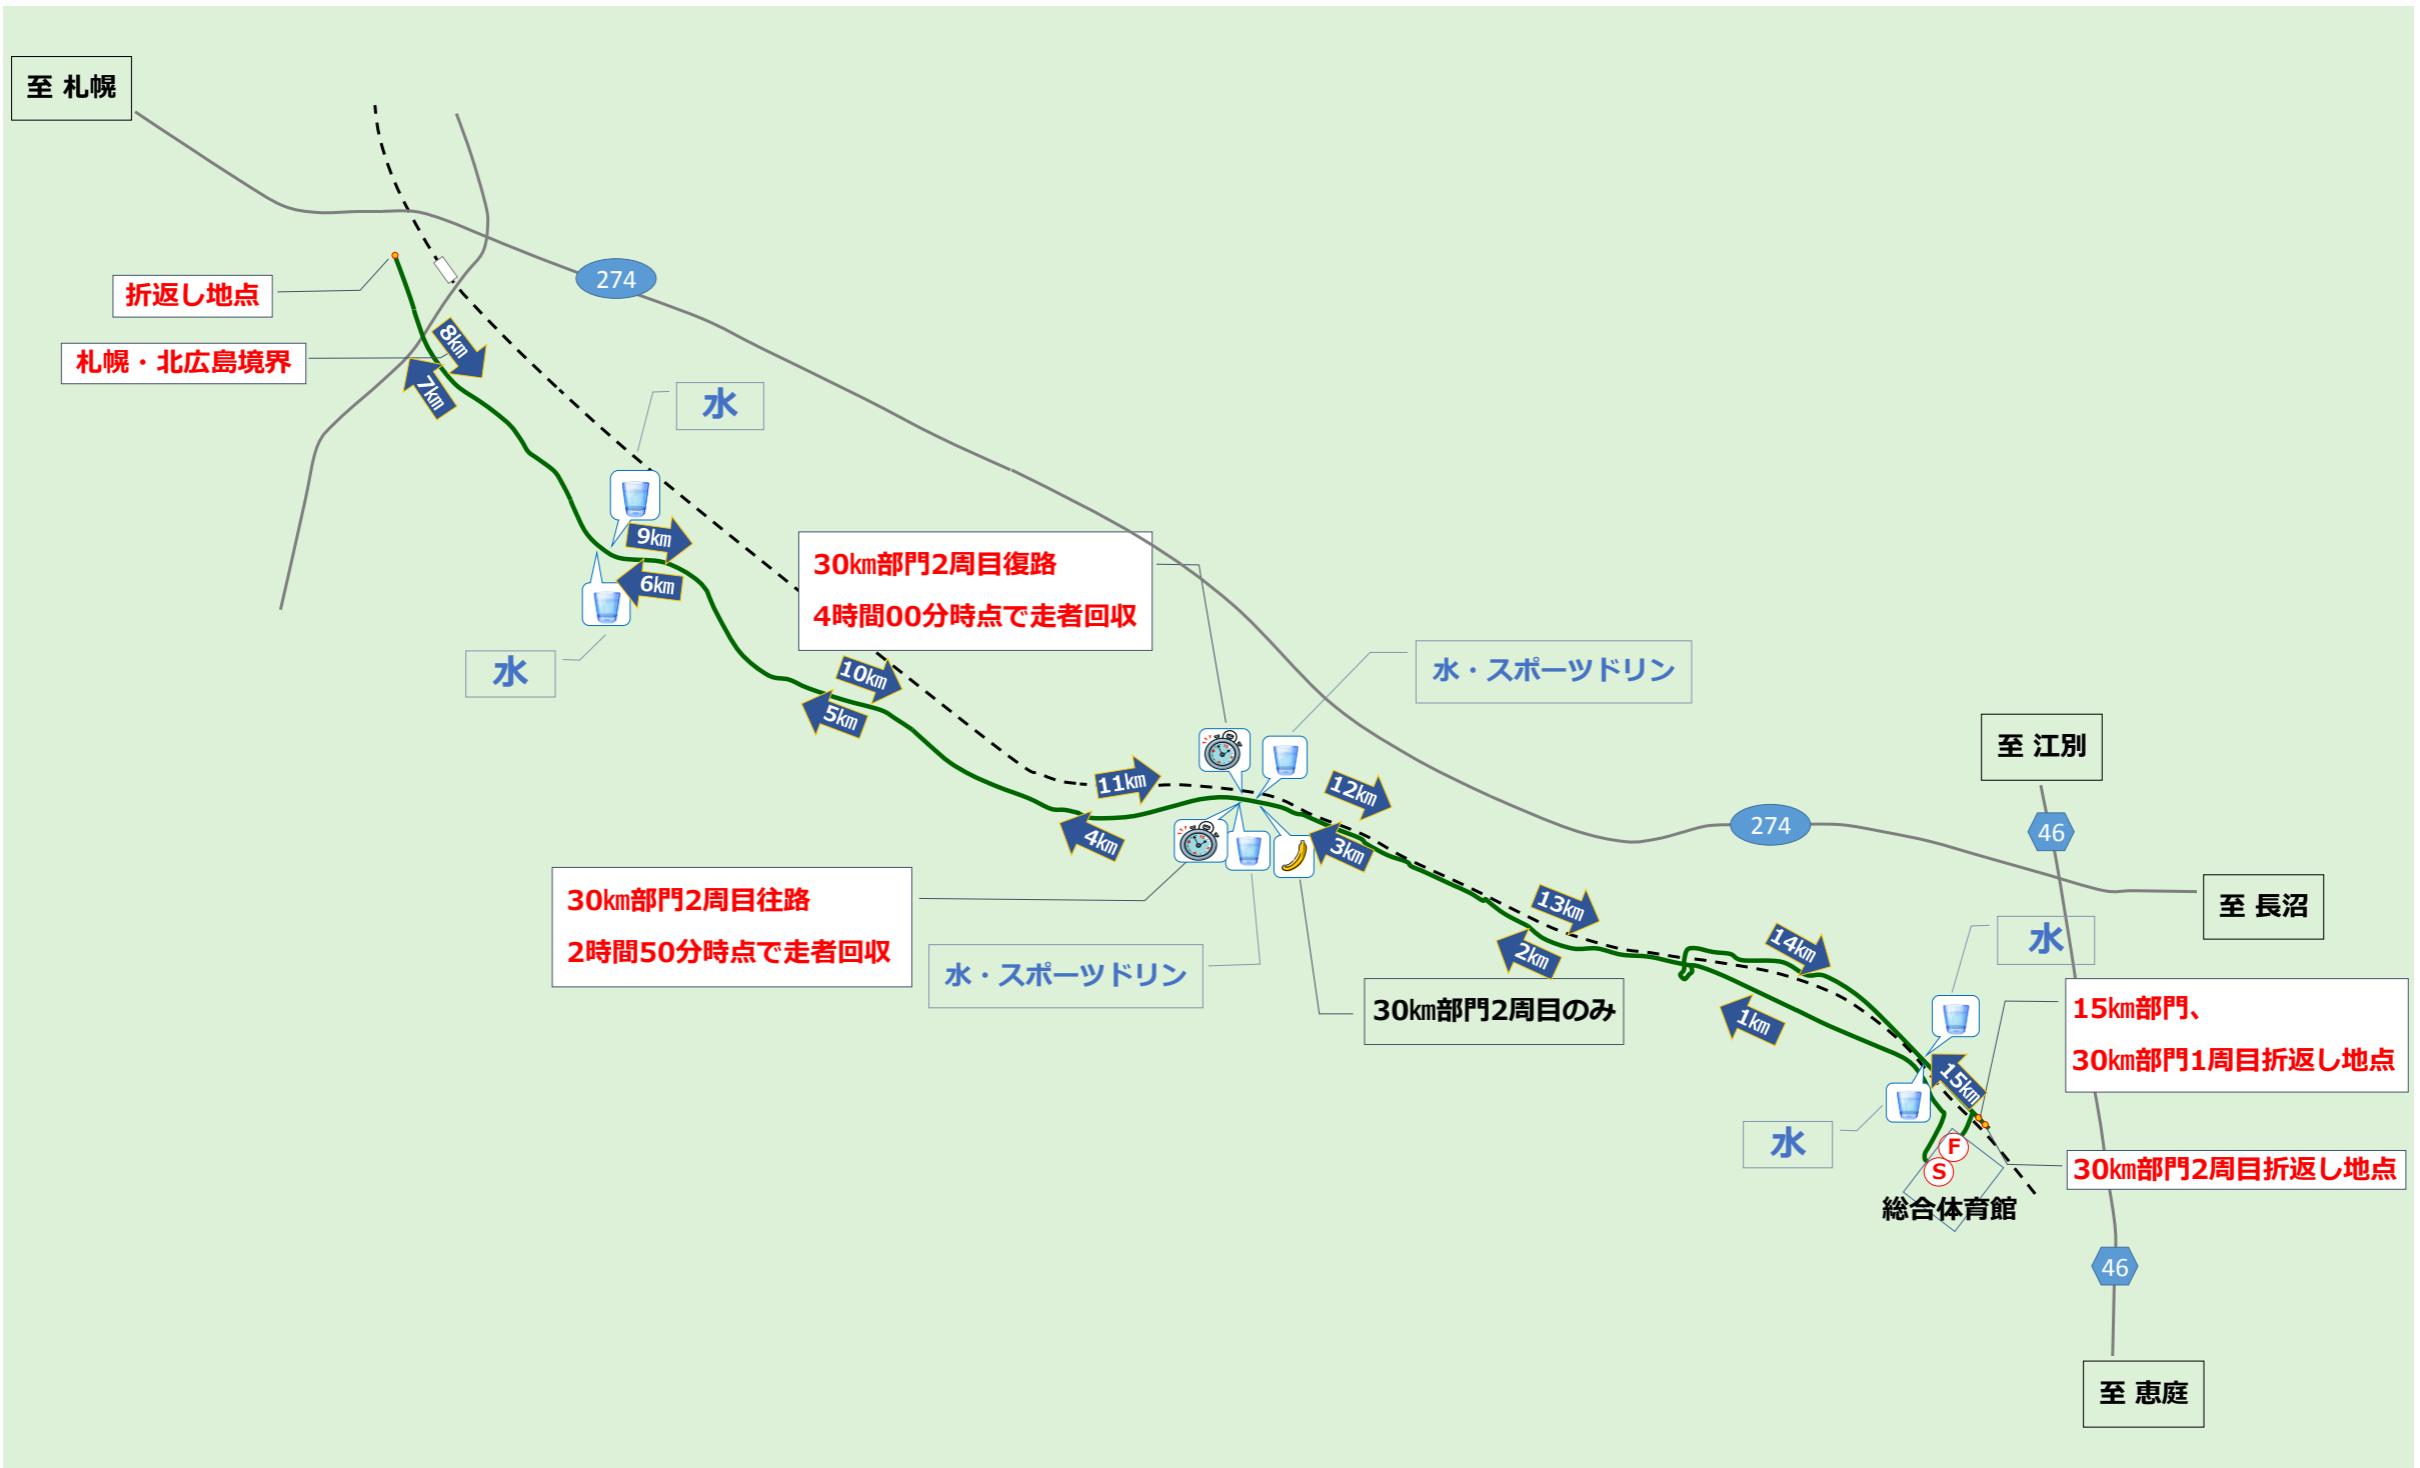 至 札幌
274
折返し地点
札幌・北広島境界
8㎞
7㎞
水
9㎞
6㎞
水
30㎞部門2周目復路
4時間00分時点で走者回収
10㎞
5㎞
水・スポーツドリン
11㎞
4㎞
12㎞
3㎞
30㎞部門2周目往路
2時間50分時点で走者回収
水・スポーツドリン
30㎞部門2周目のみ
13㎞
2㎞
274
至 江別
46
至 長沼
14㎞
1㎞
水
15㎞部門、
30㎞部門1周目折返し地点
15㎞
水
F
S
総合体育館
30㎞部門2周目折返し地点
46
至 恵庭